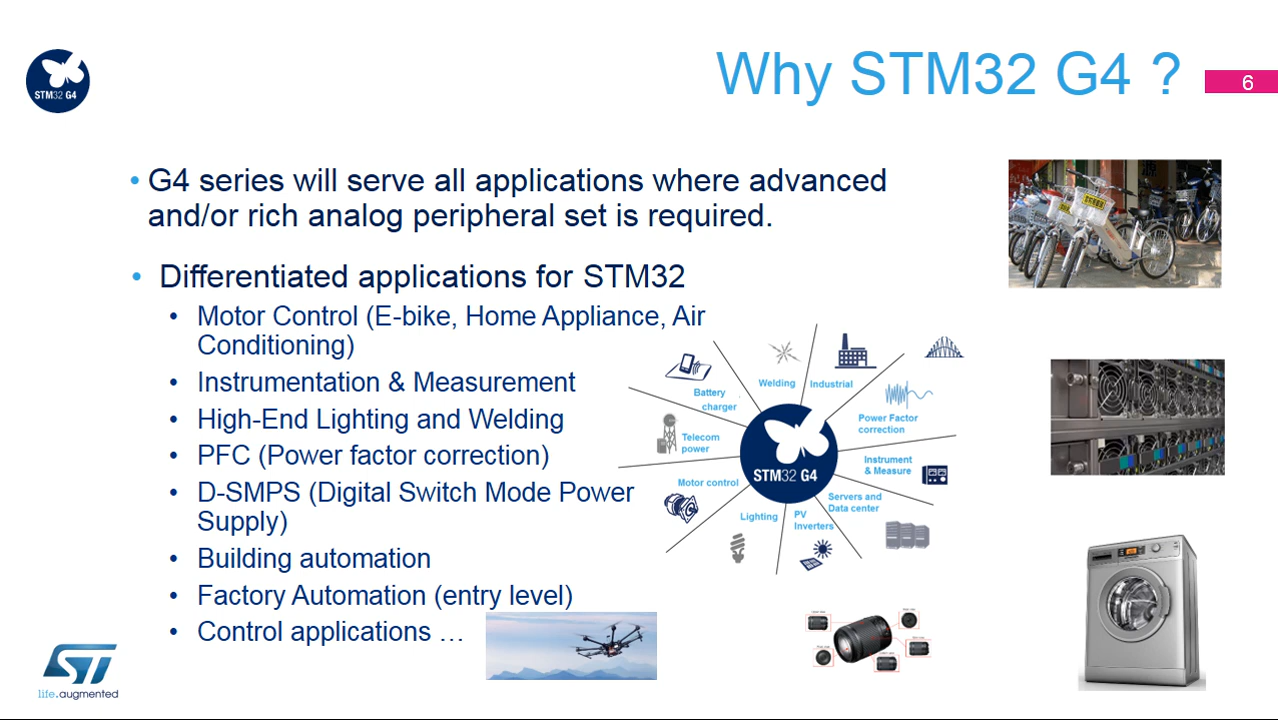 STM32 G4
Why STM32 G4 ?
6
• G4 series will serve all applications where advanced
and/or rich analog peripheral set is required.
• Differentiated applications for STM32
• Motor Control (E-bike, Home Appliance, Air
Conditioning)
• Instrumentation & Measurement
• High-End Lighting and Welding
• PFC (Power factor correction)
• D-SMPS (Digital Switch Mode Power
Supply)
• Building automation
• Factory Automation (entry level)
• Control applications …
Welding
Industrial
Battery
charger
Power Factor
correction
Telecom
power
Instrument
& Measure
STM32 G4
Motor control
Servers and
Data center
Lighting
PV
Inverters
ST
life.augmented